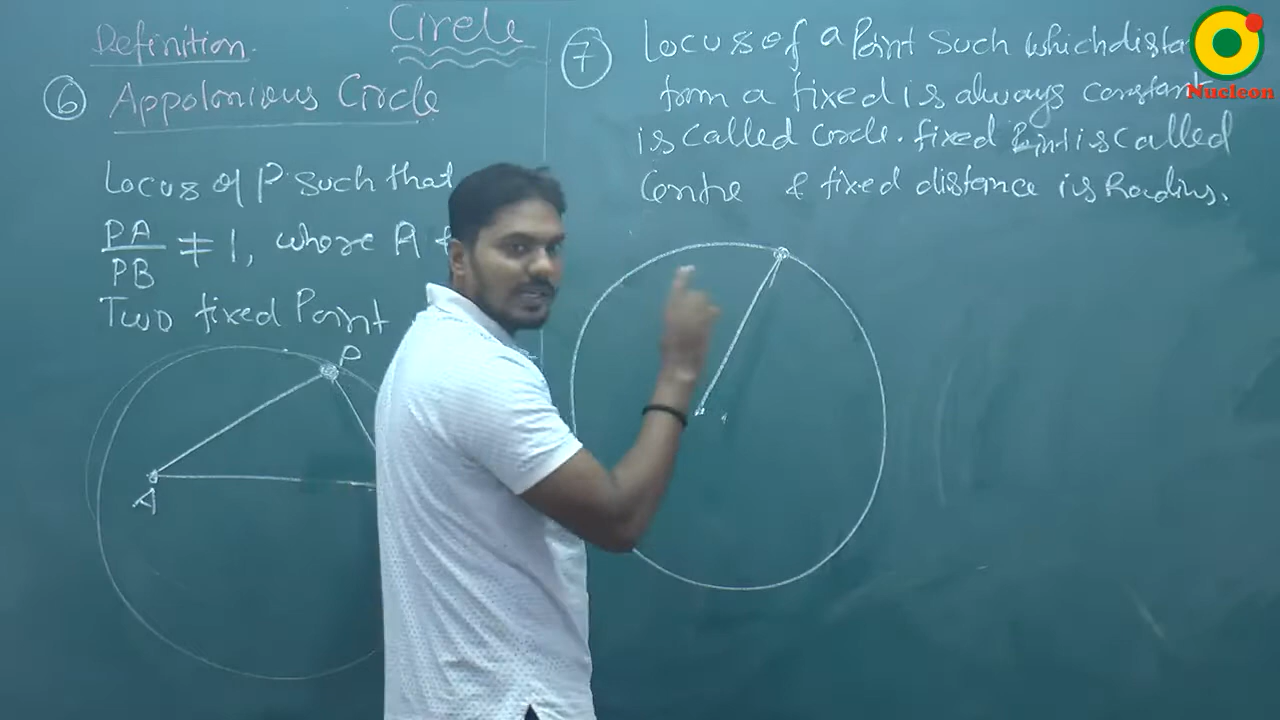 Circle
Definition.
6 Appolonious Circle
Locus of P such that
PA/PB ≠ 1, where A &
Two fixed Point
P
A
7 Locus of a Point such which dista
from a fixed is always constant
is called circle. fixed Point is called
Centre & fixed distance is Radius.
Nucleon